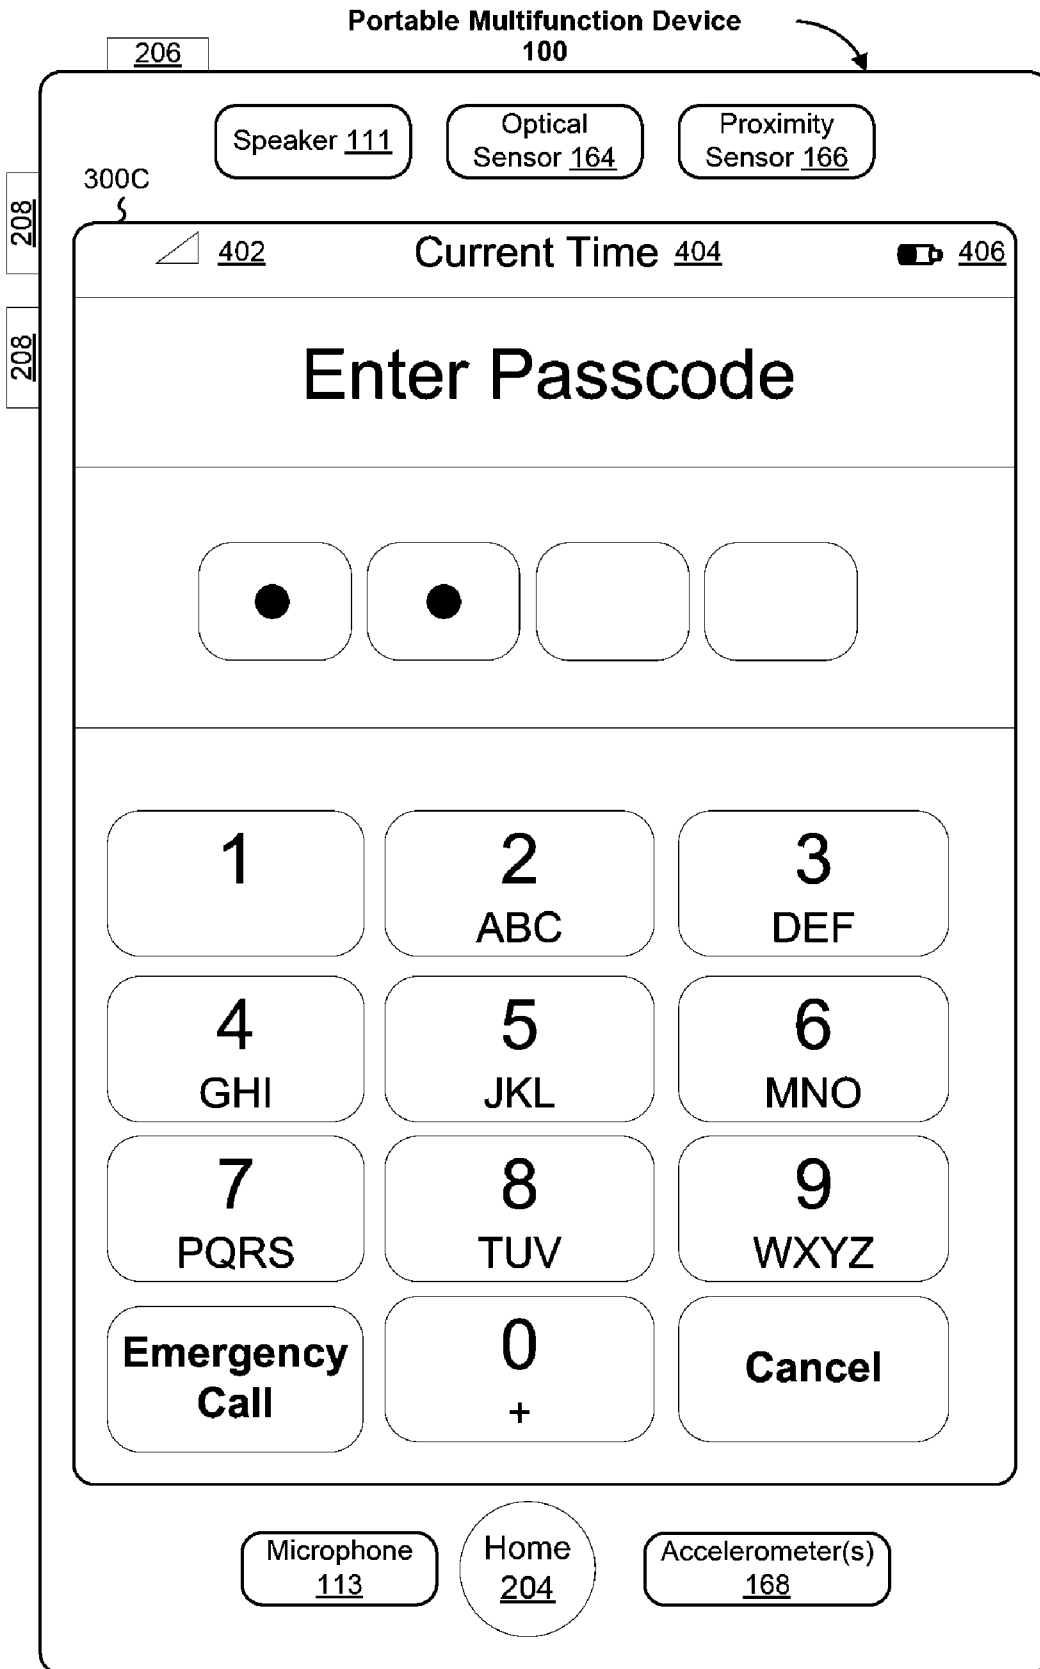 Portable Multifunction Device
100
206
Speaker 111
Optical
Sensor 164
Proximity
Sensor 166
300C
208
208
402
Current Time 404
406
Enter Passcode
1
2
ABC
3
DEF
4
GHI
5
JKL
6
MNO
7
PQRS
8
TUV
9
WXYZ
Emergency
Call
0
+
Cancel
Microphone
113
Home
204
Accelerometer(s)
168